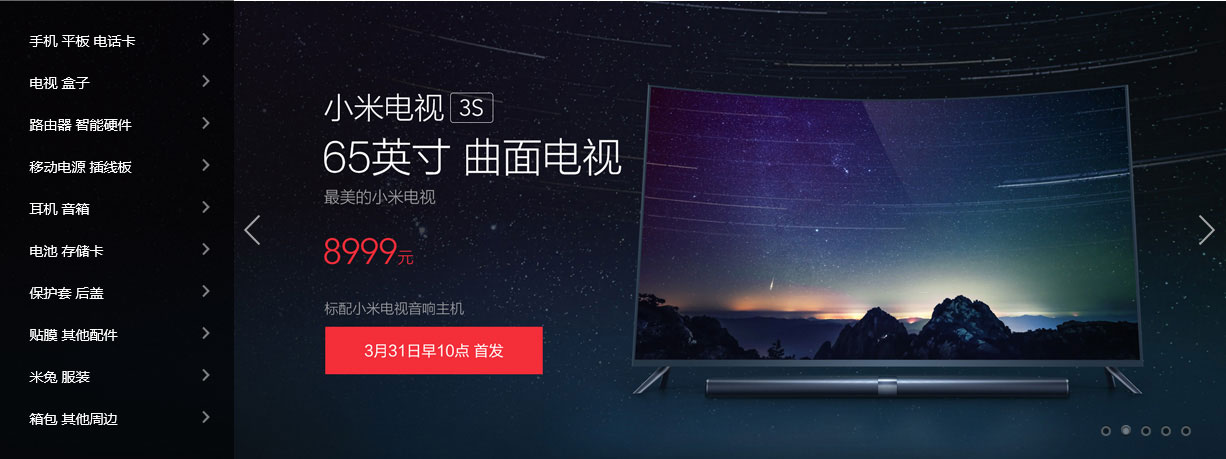 手机 平板 电话卡
电视 盒子
路由器 智能硬件
移动电源 插线板
耳机 音箱
电池 存储卡
保护套 后盖
贴膜 其他配件
米兔 服装
箱包 其他周边
小米电视 3S
65英寸 曲面电视
最美的小米电视
8999元
标配小米电视音响主机
3月31日早10点 首发